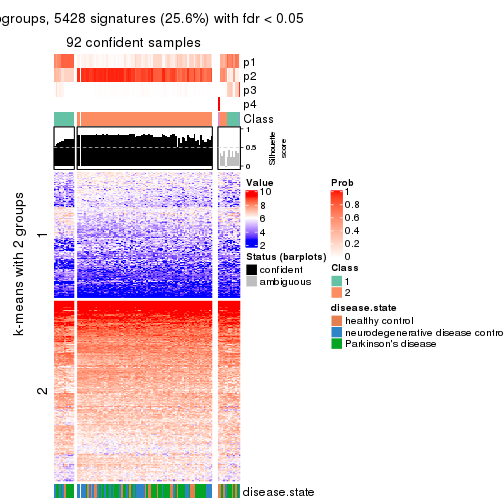 ogroups, 5428 signatures (25.6%) with fdr < 0.05
92 confident samples
p1
p2
p3
p4
Class
1
0.5
0
Silhouette
score
k-means with 2 groups
1
2
Value
10
8
6
4
2
Prob
1
0.8
0.6
0.4
0.2
0
Status (barplots)
confident
ambiguous
Class
1
2
disease.state
healthy control
neurodegenerative disease contro
Parkinson's disease
disease.state